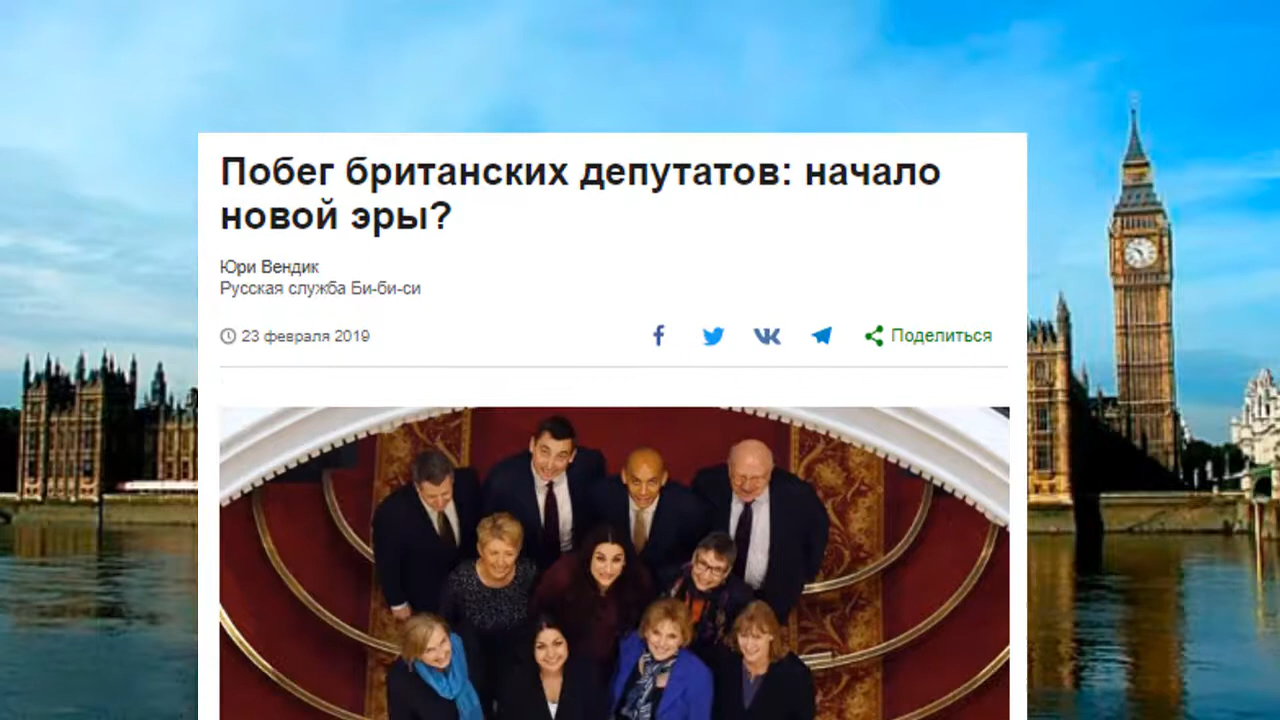 Побег британских депутатов: начало
новой эры?
Юри Вендик
Русская служба Би-би-си
23 февраля 2019
Поделиться